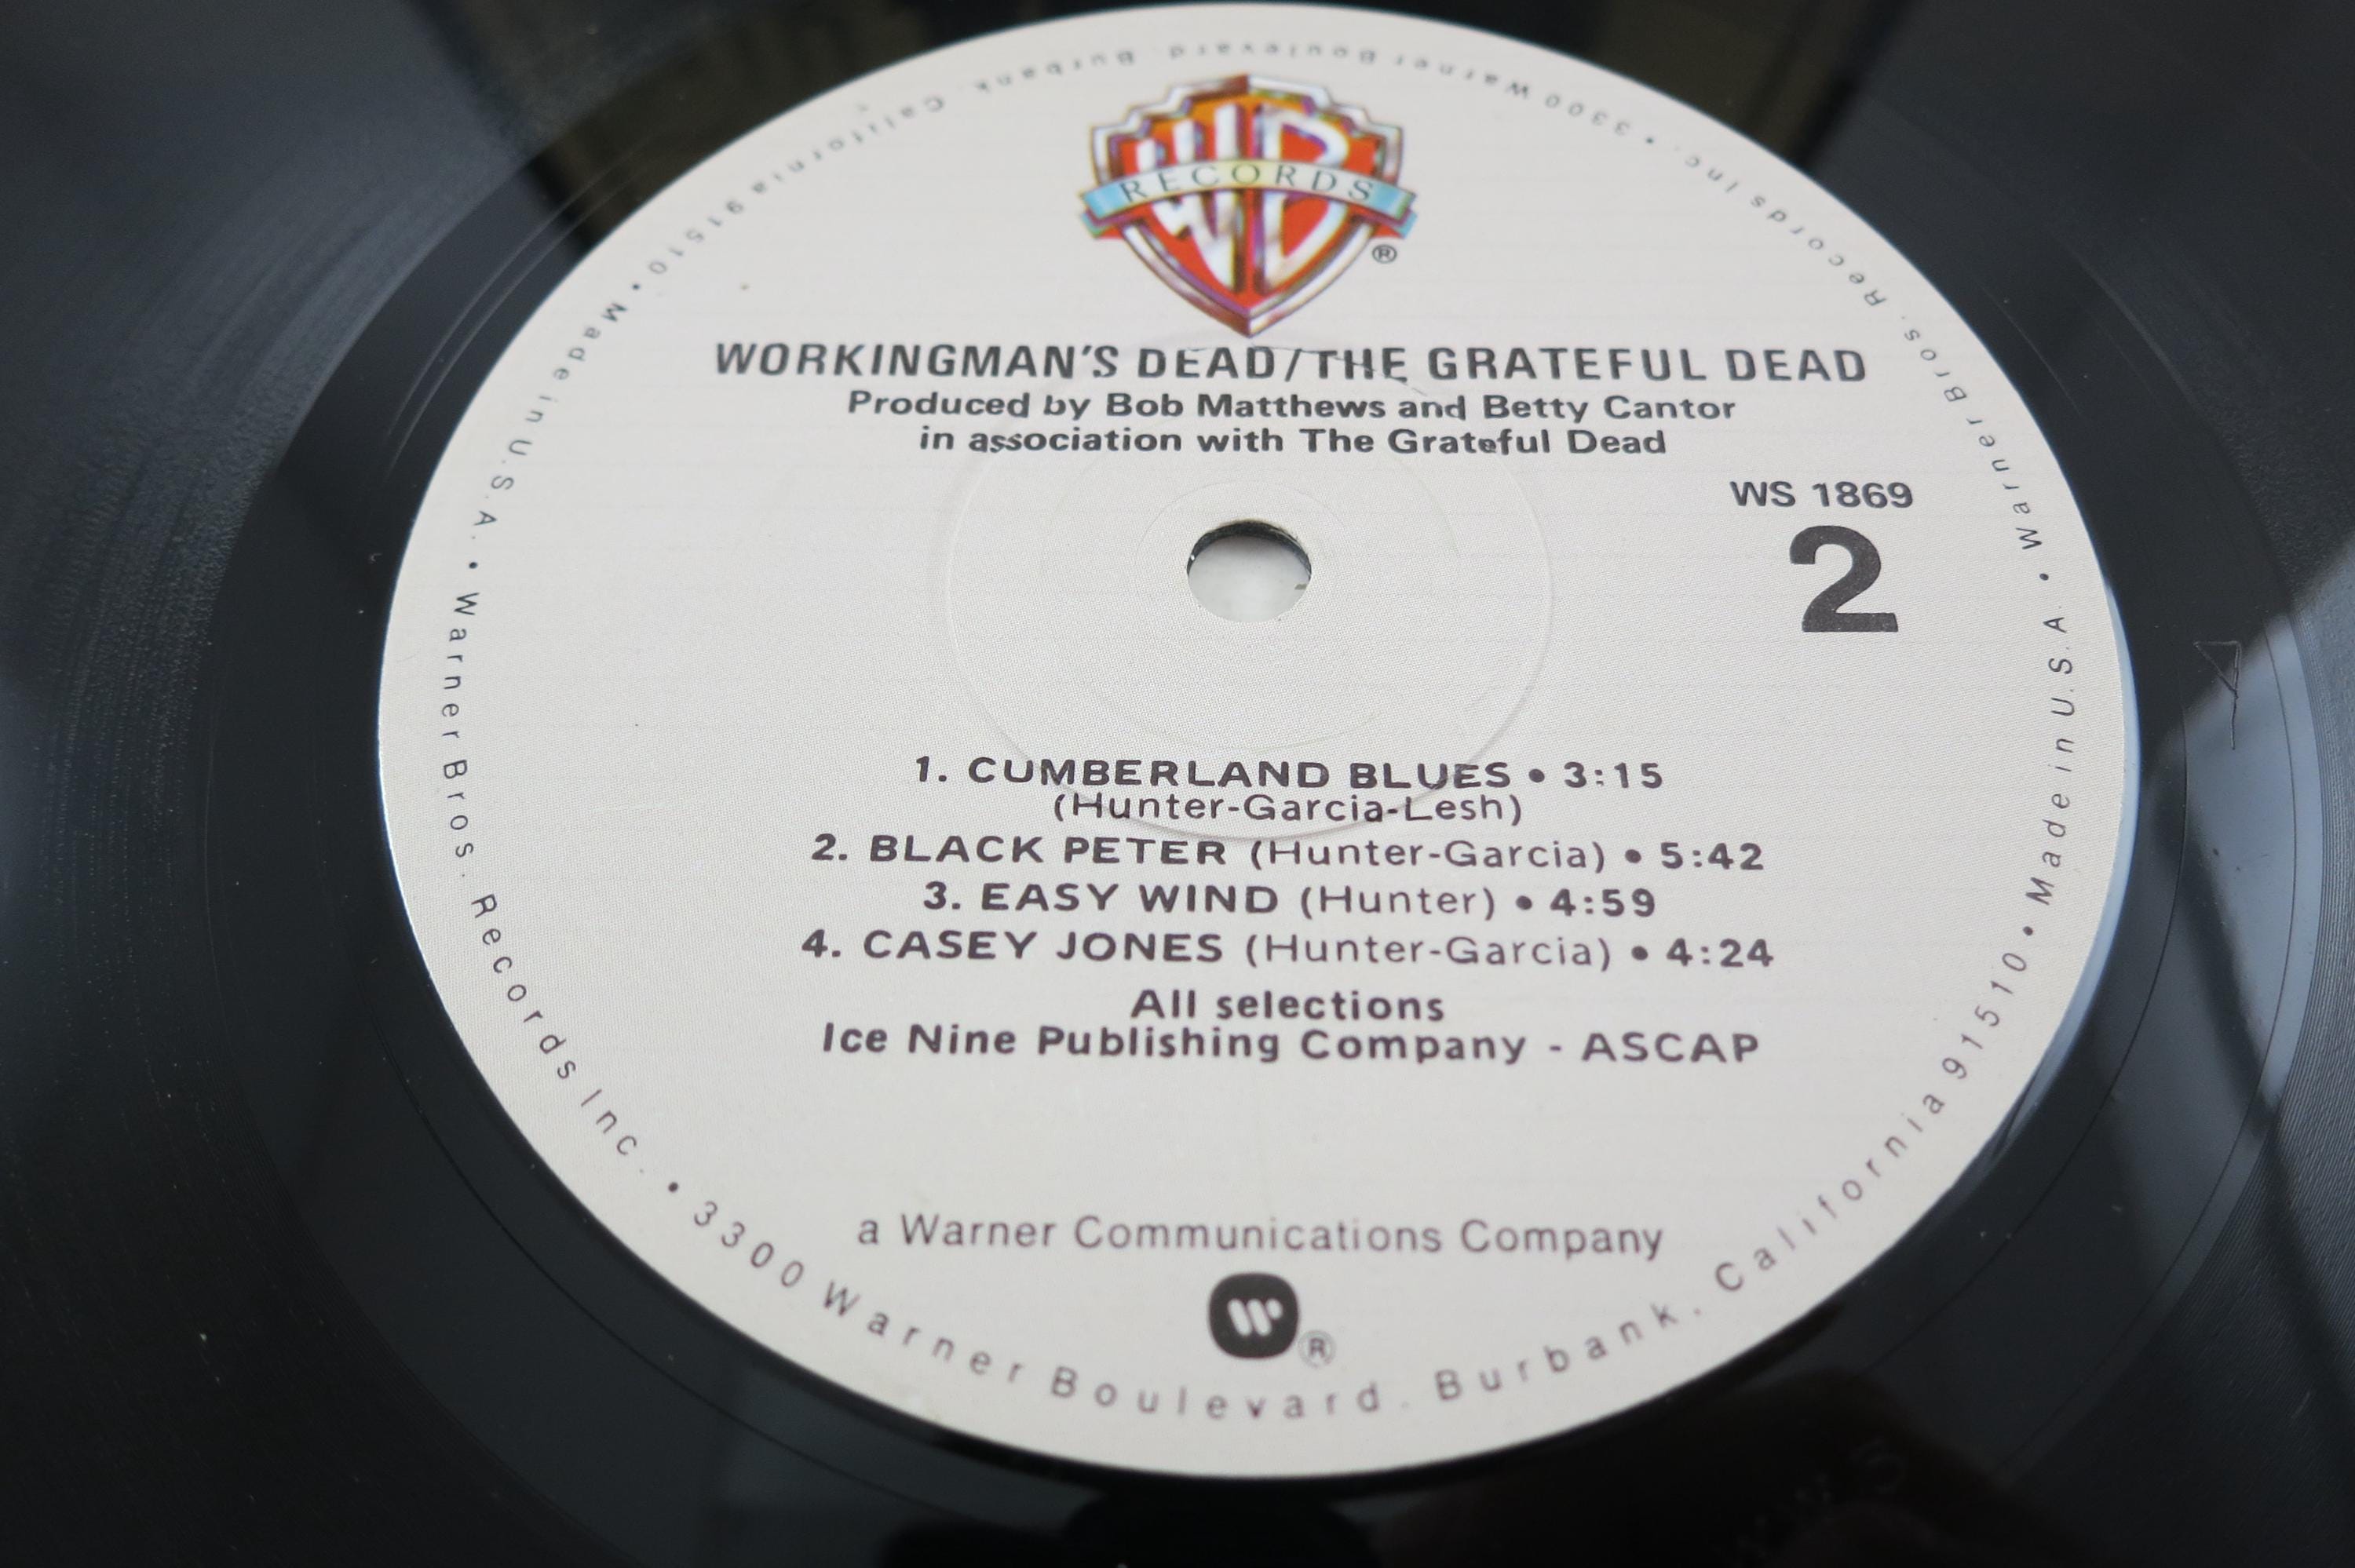 WB
RECORDS
®
WORKINGMAN'S DEAD/THE GRATEFUL DEAD
Produced by Bob Matthews and Betty Cantor
in association with The Grateful Dead
WS 1869
2
1. CUMBERLAND BLUES • 3:15
(Hunter-Garcia-Lesh)
2. BLACK PETER (Hunter-Garcia) • 5:42
3. EASY WIND (Hunter) • 4:59
4. CASEY JONES (Hunter-Garcia) • 4:24
All selections
Ice Nine Publishing Company - ASCAP
a Warner Communications Company
®
Warner Bros. Records Inc. • 3300 Warner Boulevard. Burbank. California 91510 • Made in U.S.A. • Warner Bros. Records Inc. • 3300 Warner Boulevard. Burbank. California 91510 • Made in U.S.A. •